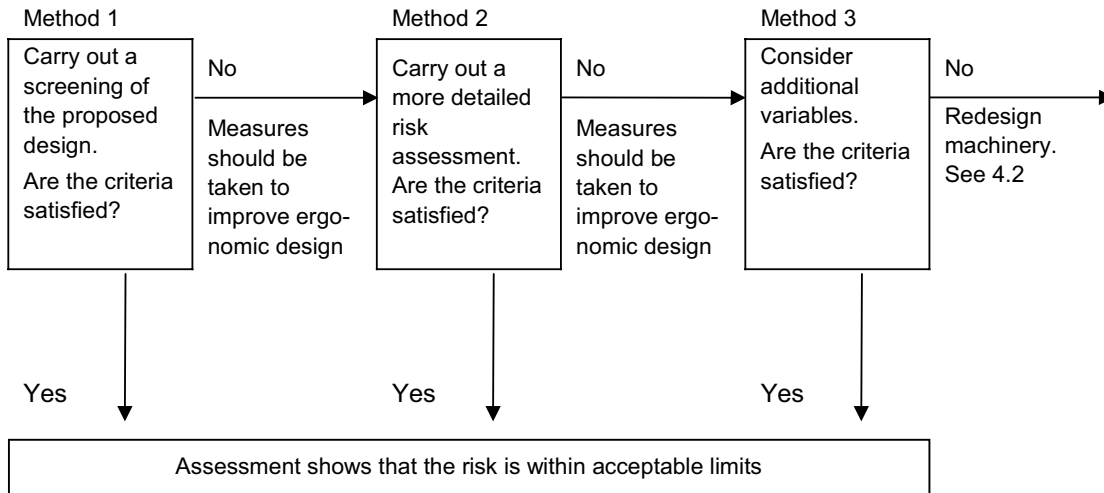 Method 1
Carry out a
screening of
the proposed
design.
Are the criteria
satisfied?
No
Measures
should be
taken to
improve ergo-
nomic design
Method 2
Carry out a
more detailed
risk
assessment.
Are the criteria
satisfied?
No
Measures
should be
taken to
improve ergo-
nomic design
Method 3
Consider
additional
variables.
Are the criteria
satisfied?
No
Redesign
machinery.
See 4.2
Yes
Yes
Yes
Assessment shows that the risk is within acceptable limits